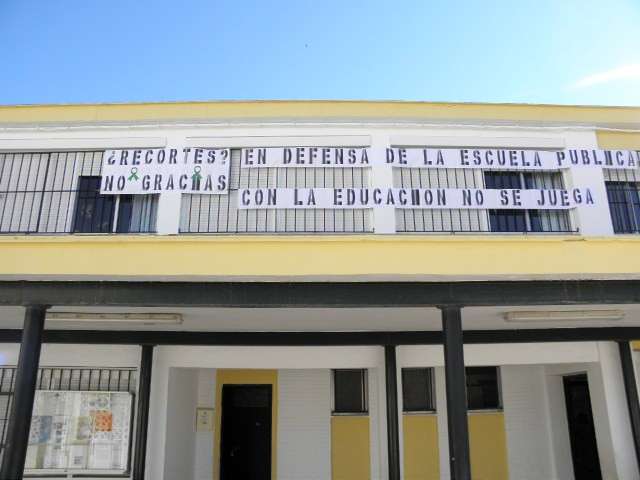 ¿RECORTES?
NO GRACIAS
EN DEFENSA DE LA ESCUELA PUBLICA
CON LA EDUCACION NO SE JUEGA